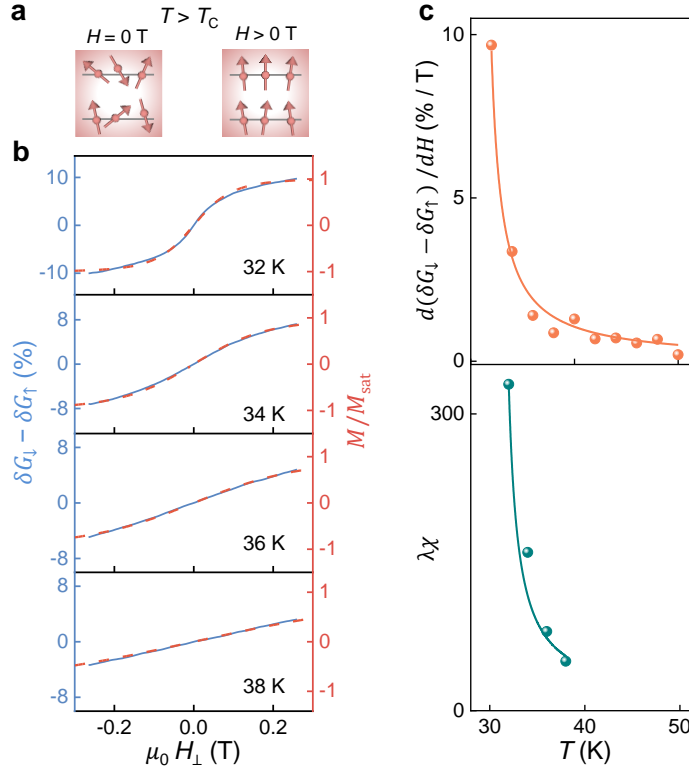 a
T > T_C
H = 0 T
H > 0 T
b
δG↓ − δG↑ (%)
10
0
-10
32 K
1
0
-1
8
0
-8
34 K
1
0
-1
8
0
-8
36 K
1
0
-1
8
0
-8
38 K
1
0
-1
M/M_sat
-0.2
0.0
0.2
μ₀ H⊥ (T)
c
d(δG↓ − δG↑) /dH (% / T)
10
5
0
λχ
300
0
30
40
50
T (K)